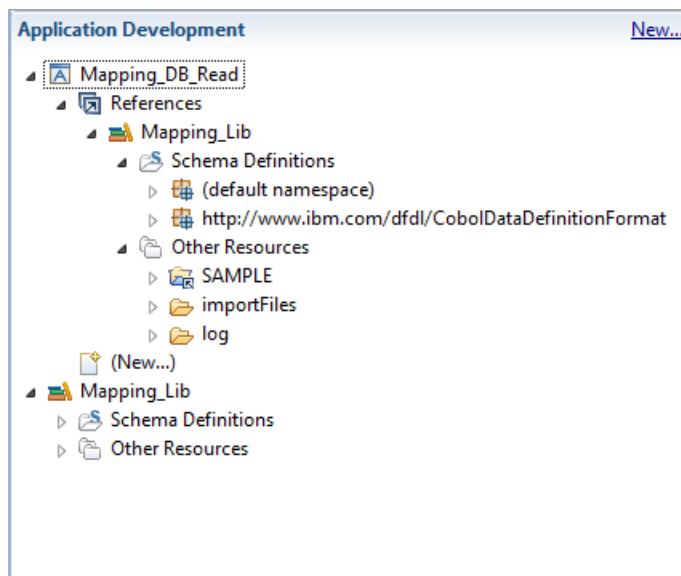 Application Development New...
Mapping_DB_Read
References
Mapping_Lib
Schema Definitions
(default namespace)
http://www.ibm.com/dfdl/CobolDataDefinitionFormat
Other Resources
SAMPLE
importFiles
log
(New...)
Mapping_Lib
Schema Definitions
Other Resources